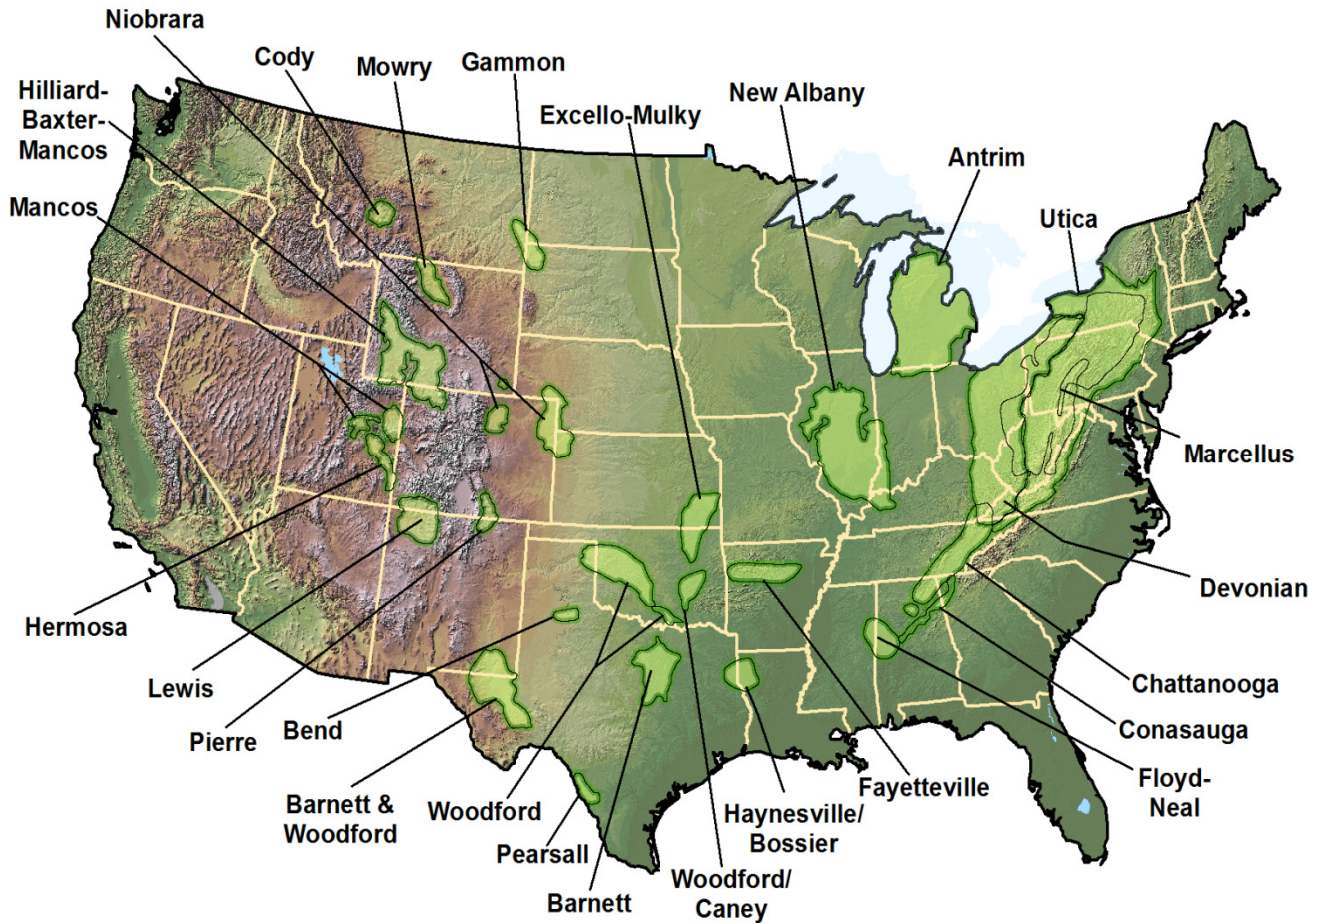 Niobrara
Cody
Mowry
Gammon
Hilliard-
Baxter-
Mancos
Excello-Mulky
New Albany
Antrim
Mancos
Utica
Marcellus
Devonian
Hermosa
Lewis
Chattanooga
Pierre
Bend
Conasauga
Floyd-
Neal
Fayetteville
Barnett &
Woodford
Woodford
Haynesville/
Bossier
Pearsall
Woodford/
Caney
Barnett